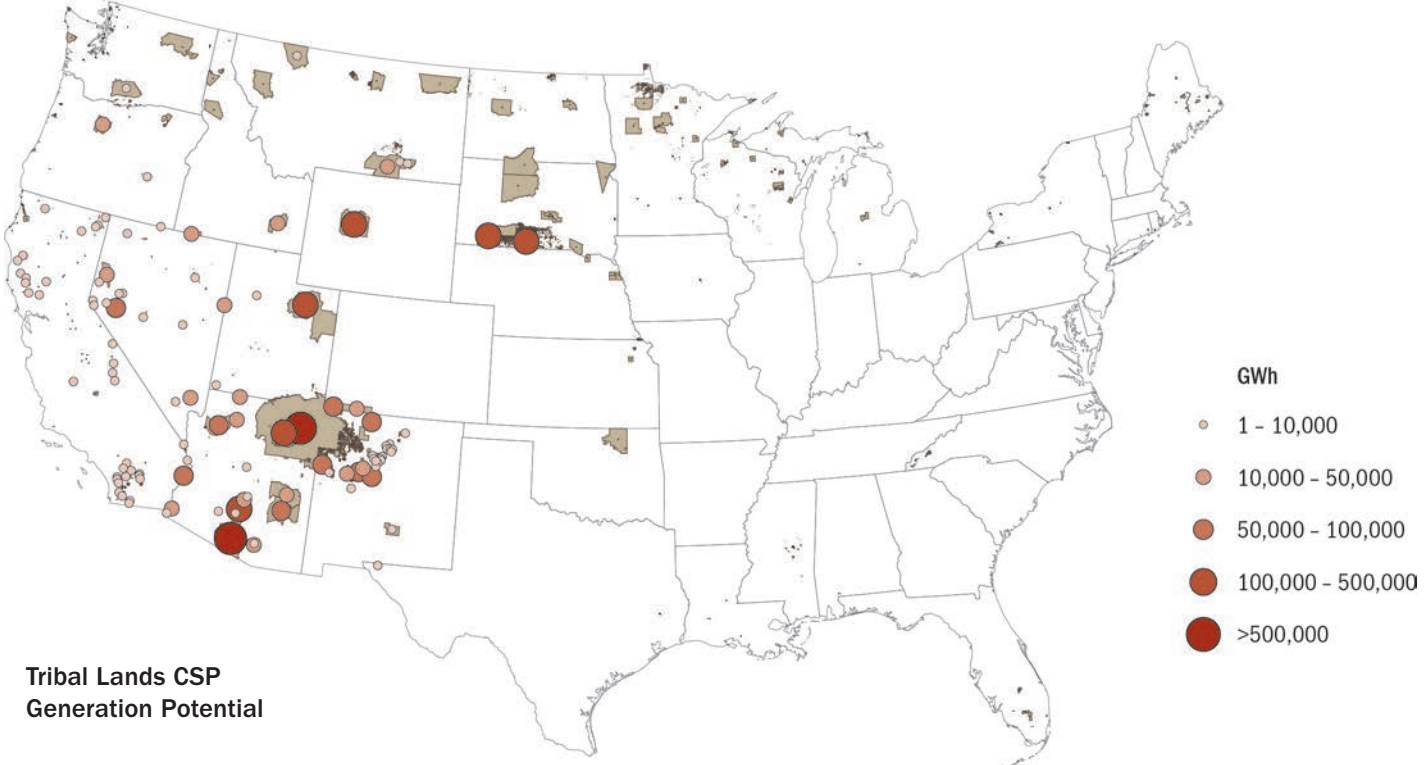 GWh
1 – 10,000
10,000 – 50,000
50,000 – 100,000
100,000 – 500,000
>500,000
Tribal Lands CSP
Generation Potential